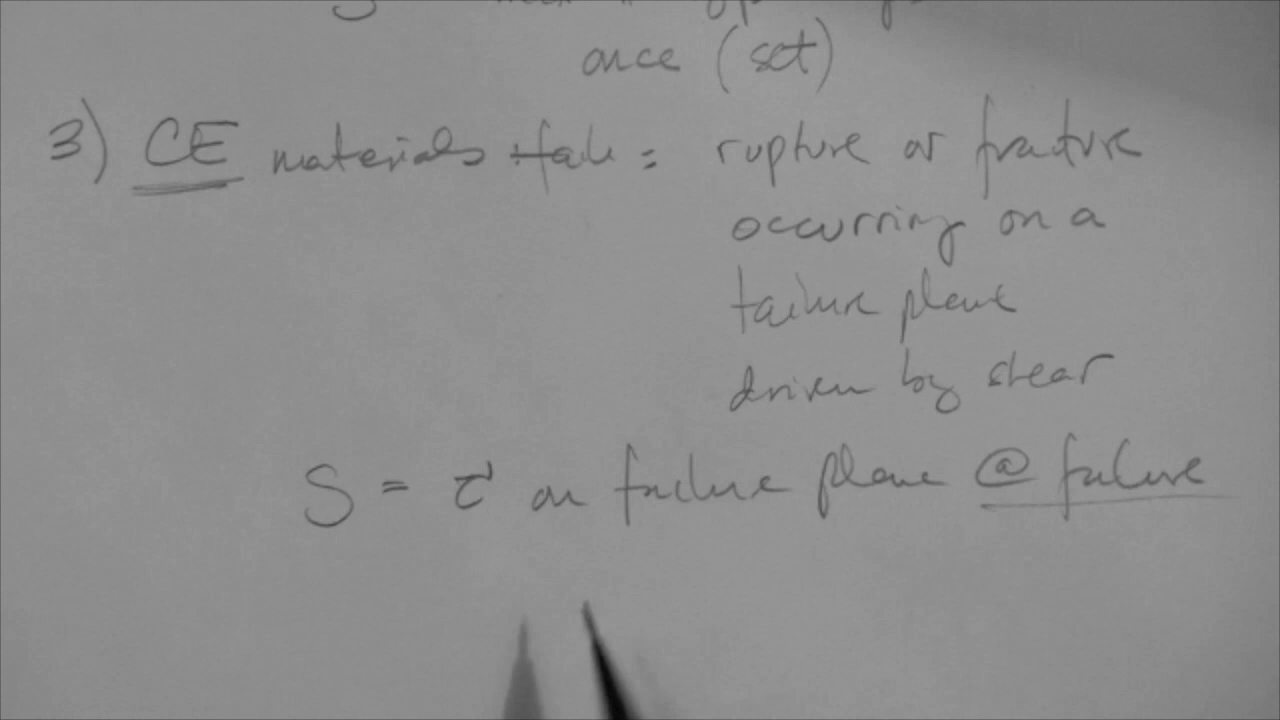 once (set)
3) CE materials fail = rupture or fracture
occurring on a
failure plane
driven by shear
S = τ on failure plane @ failure